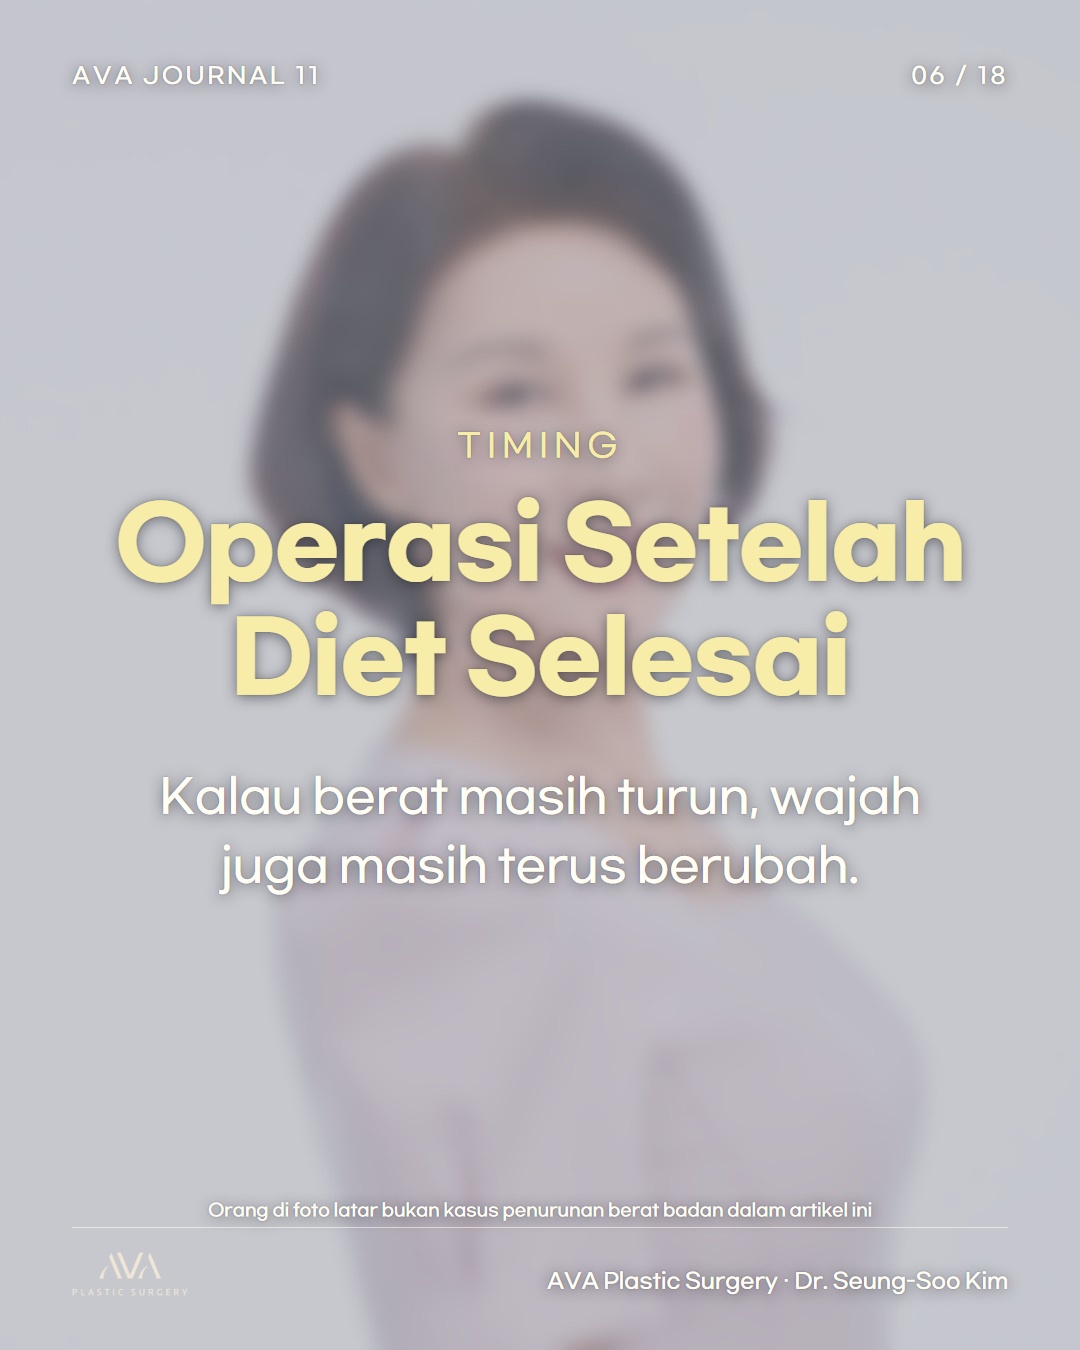 AVA JOURNAL 11
06 / 18
TIMING
Operasi Setelah
Diet Selesai
Kalau berat masih turun, wajah
juga masih terus berubah.
Orang di foto latar bukan kasus penurunan berat badan dalam artikel ini
AVA
PLASTIC SURGERY
AVA Plastic Surgery · Dr. Seung-Soo Kim